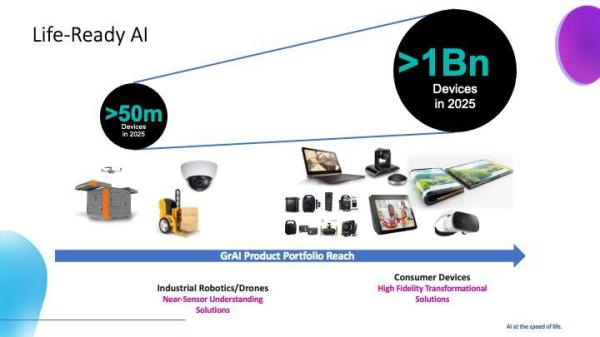 Life-Ready AI
>1Bn
Devices
in 2025
>50m
Devices
in 2025
GrAI Product Portfolio Reach
Industrial Robotics/Drones
Near-Sensor Understanding
Solutions
Consumer Devices
High Fidelity Transformational
Solutions
AI at the speed of life.